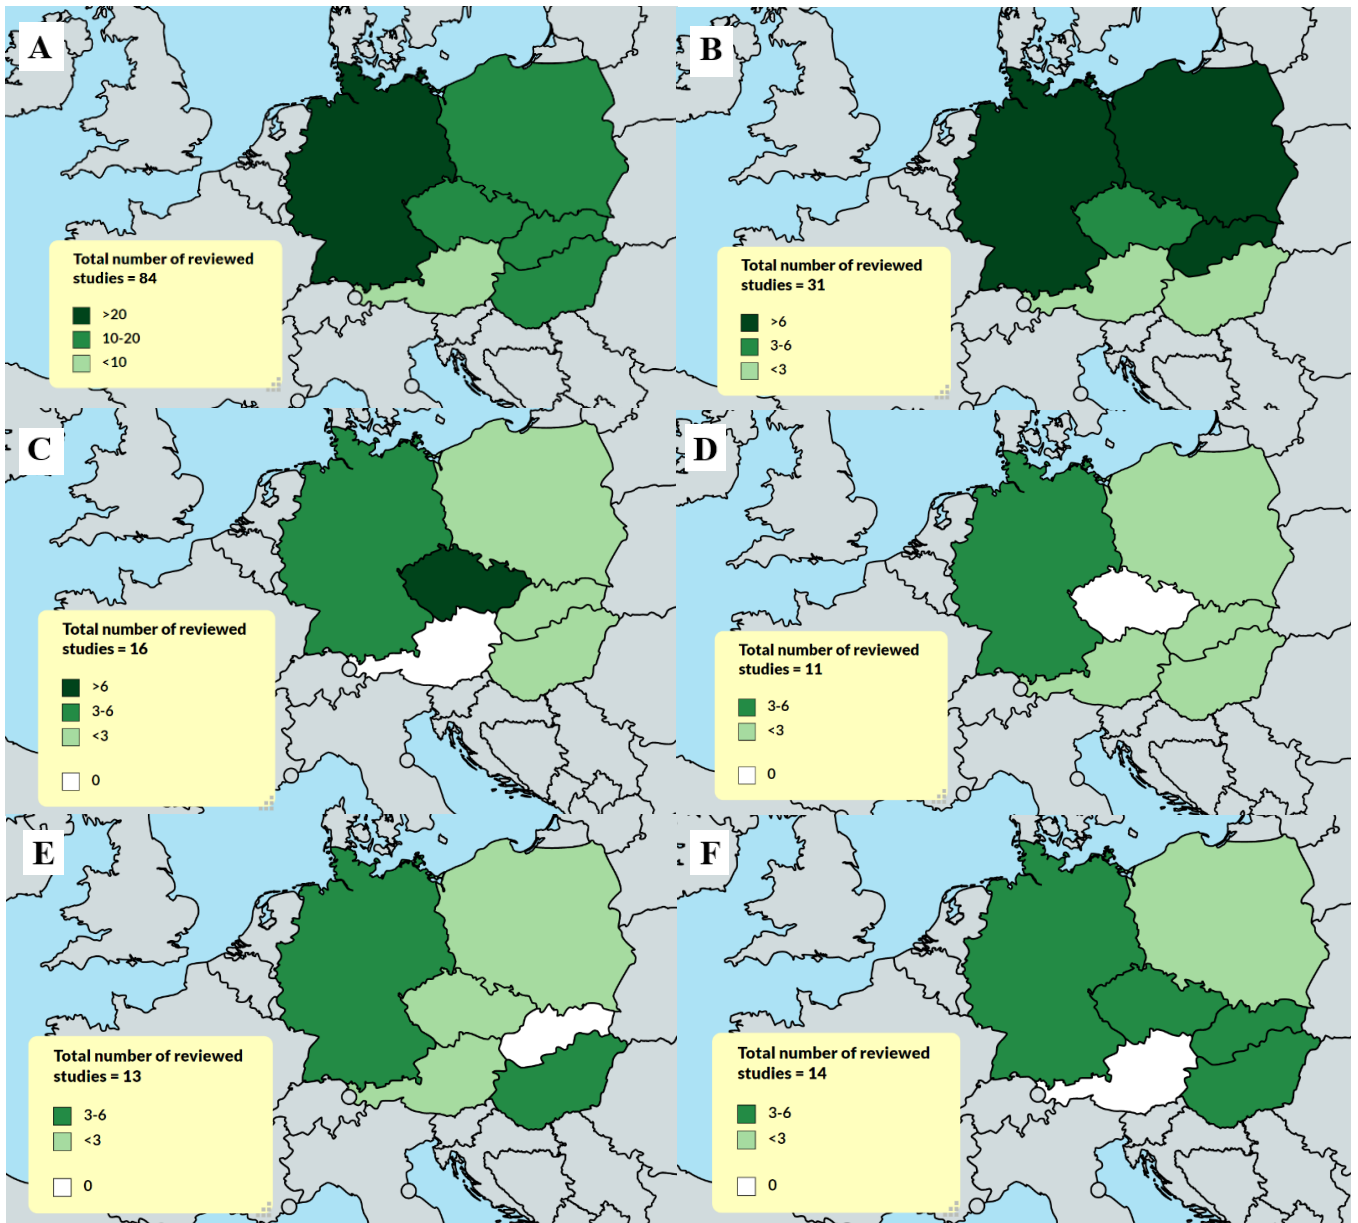 A
Total number of reviewed
studies = 84
>20
10-20
<10
B
Total number of reviewed
studies = 31
>6
3-6
<3
C
Total number of reviewed
studies = 16
>6
3-6
<3
0
D
Total number of reviewed
studies = 11
3-6
<3
0
E
Total number of reviewed
studies = 13
3-6
<3
0
F
Total number of reviewed
studies = 14
3-6
<3
0